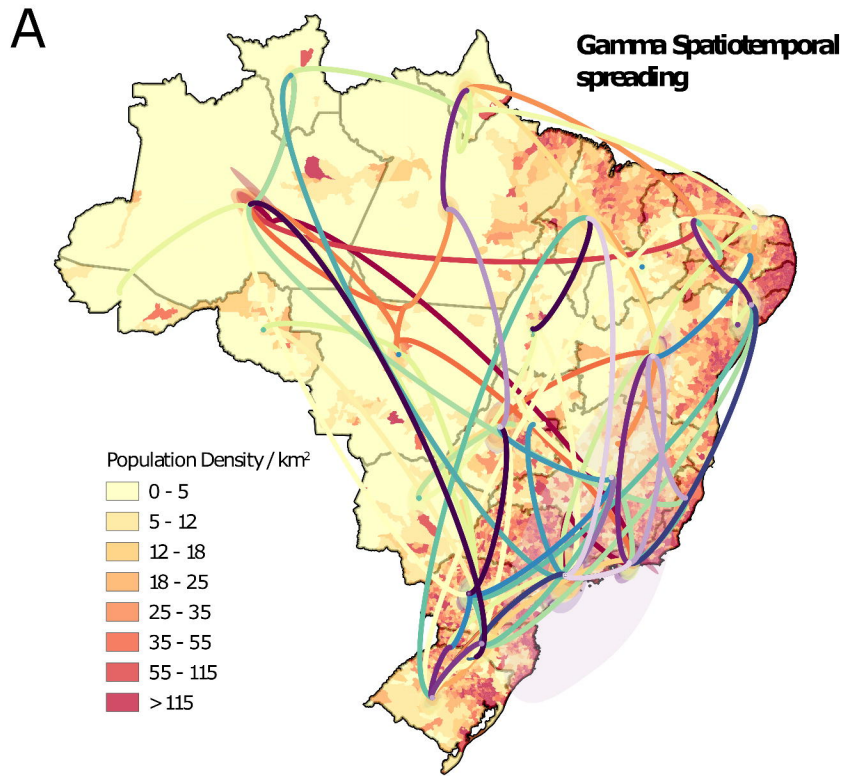 A
Gamma Spatiotemporal
spreading
Population Density / km²
0 - 5
5 - 12
12 - 18
18 - 25
25 - 35
35 - 55
55 - 115
> 115